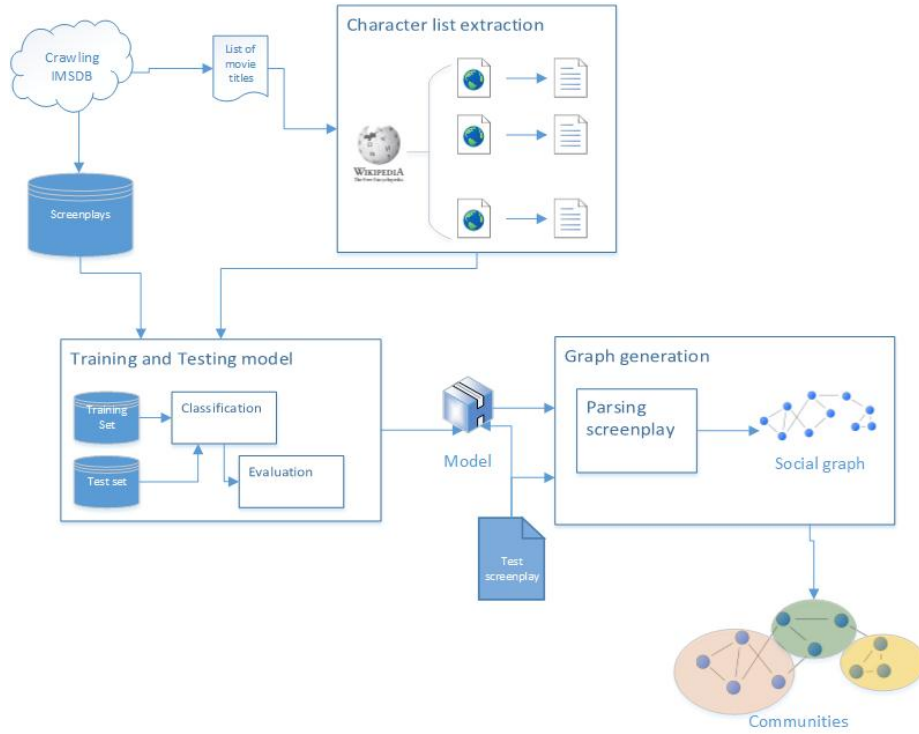 Character list extraction
Crawling
IMSDB
List of
movie
titles
WIKIPEDIA
The Free Encyclopedia
Screenplays
Training and Testing model
Training
Set
Classification
Test set
Evaluation
Model
Test
screenplay
Graph generation
Parsing
screenplay
Social graph
Communities